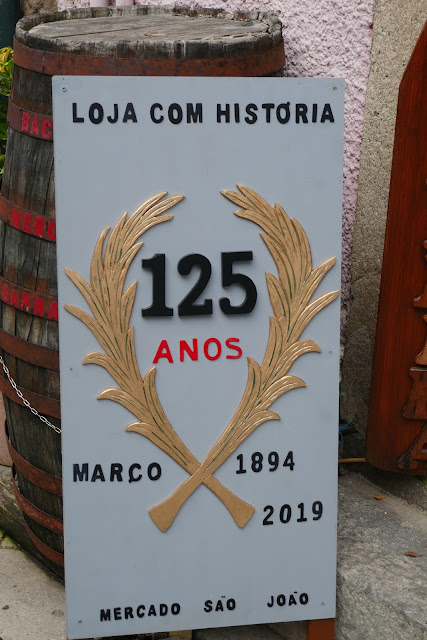 LOJA COM HISTÓRIA
125
ANOS
MARÇO 1894
2019
MERCADO SÃO JOÃO